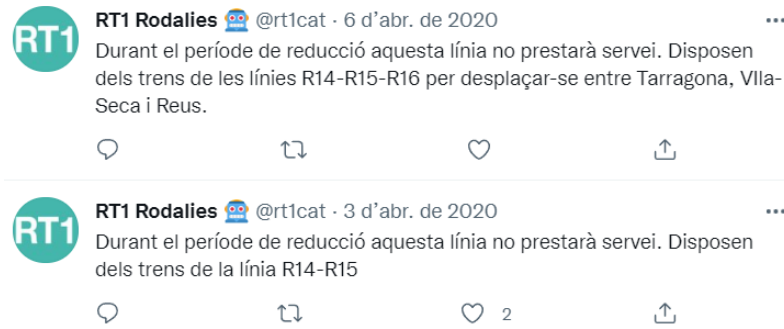 RT1
RT1 Rodalies 🤖 @rt1cat · 6 d’abr. de 2020
Durant el període de reducció aquesta línia no prestarà servei. Disposen
dels trens de les línies R14-R15-R16 per desplaçar-se entre Tarragona, VIla-
Seca i Reus.
RT1
RT1 Rodalies 🤖 @rt1cat · 3 d’abr. de 2020
Durant el període de reducció aquesta línia no prestarà servei. Disposen
dels trens de la línia R14-R15
2